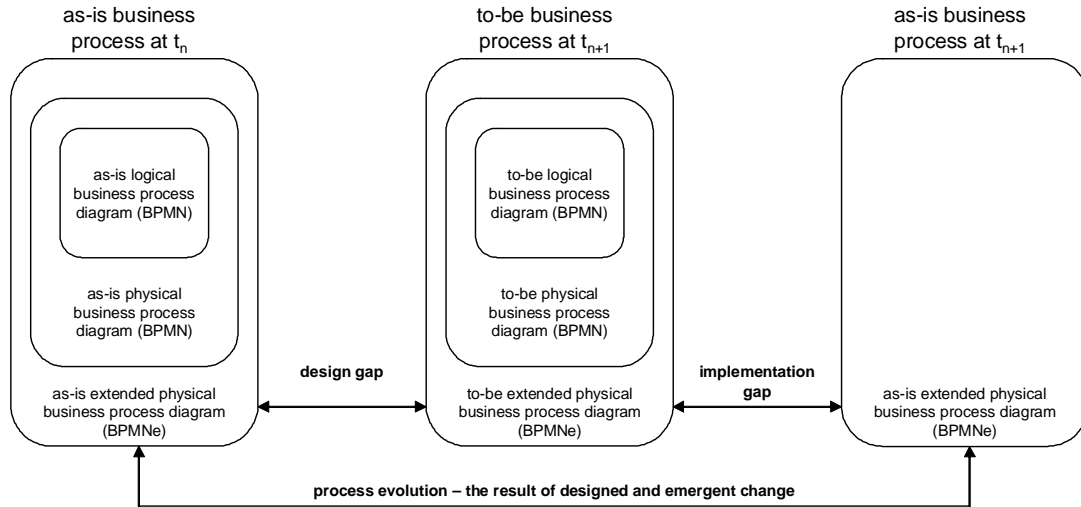 as-is business
process at tn
to-be business
process at tn+1
as-is business
process at tn+1
as-is logical
business process
diagram (BPMN)
to-be logical
business process
diagram (BPMN)
as-is physical
business process
diagram (BPMN)
to-be physical
business process
diagram (BPMN)
design gap
implementation
gap
as-is extended physical
business process diagram
(BPMNe)
to-be extended physical
business process diagram
(BPMNe)
as-is extended physical
business process diagram
(BPMNe)
process evolution – the result of designed and emergent change